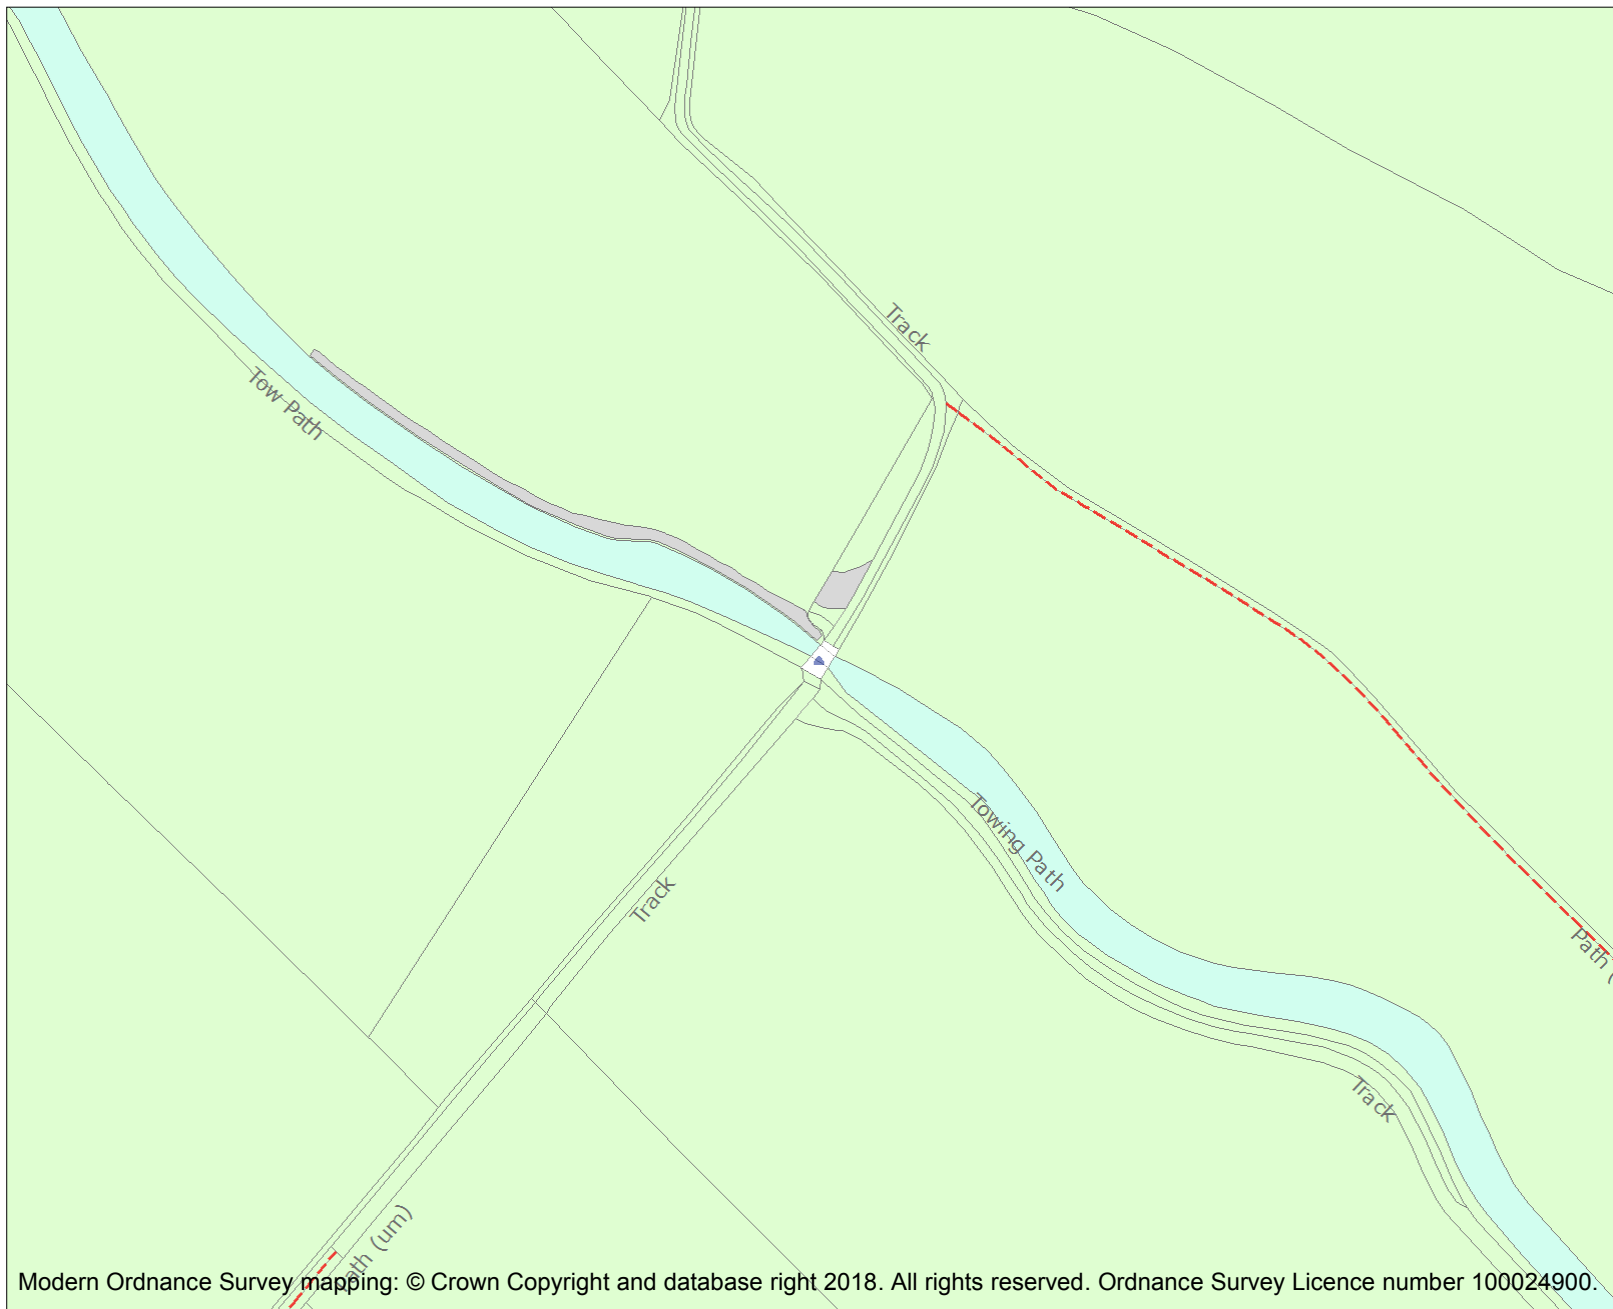 Track
Tow Path
Towing Path
Track
Path (
Track
Path (um)
Modern Ordnance Survey mapping: © Crown Copyright and database right 2018. All rights reserved. Ordnance Survey Licence number 100024900.